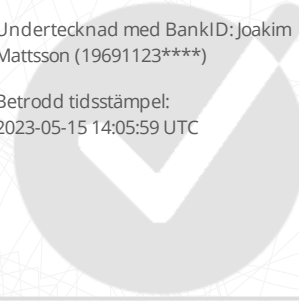 Undertecknad med BankID: Joakim
Mattsson (19691123****)
Betrodd tidsstämpel:
2023-05-15 14:05:59 UTC